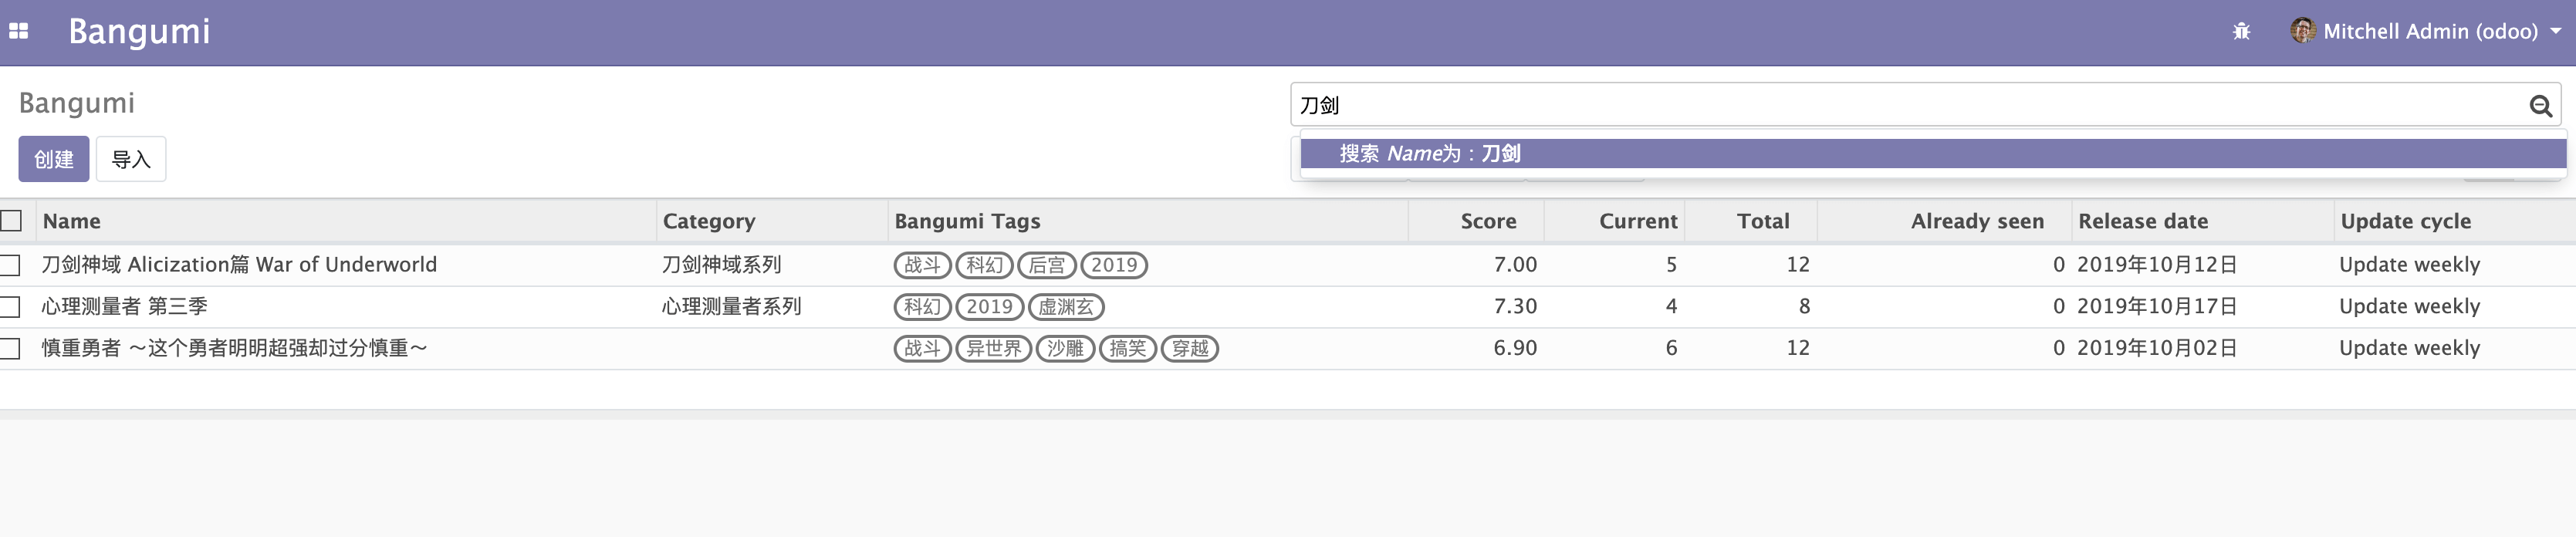 Bangumi
Mitchell Admin (odoo)
Bangumi
刀剑
创建 导入
搜索 Name为：刀剑
Name Category Bangumi Tags Score Current Total Already seen Release date Update cycle
刀剑神域 Alicization篇 War of Underworld 刀剑神域系列 战斗 科幻 后宫 2019 7.00 5 12 0 2019年10月12日 Update weekly
心理测量者 第三季 心理测量者系列 科幻 2019 虚渊玄 7.30 4 8 0 2019年10月17日 Update weekly
慎重勇者 ～这个勇者明明超强却过分慎重～ 战斗 异世界 沙雕 搞笑 穿越 6.90 6 12 0 2019年10月02日 Update weekly